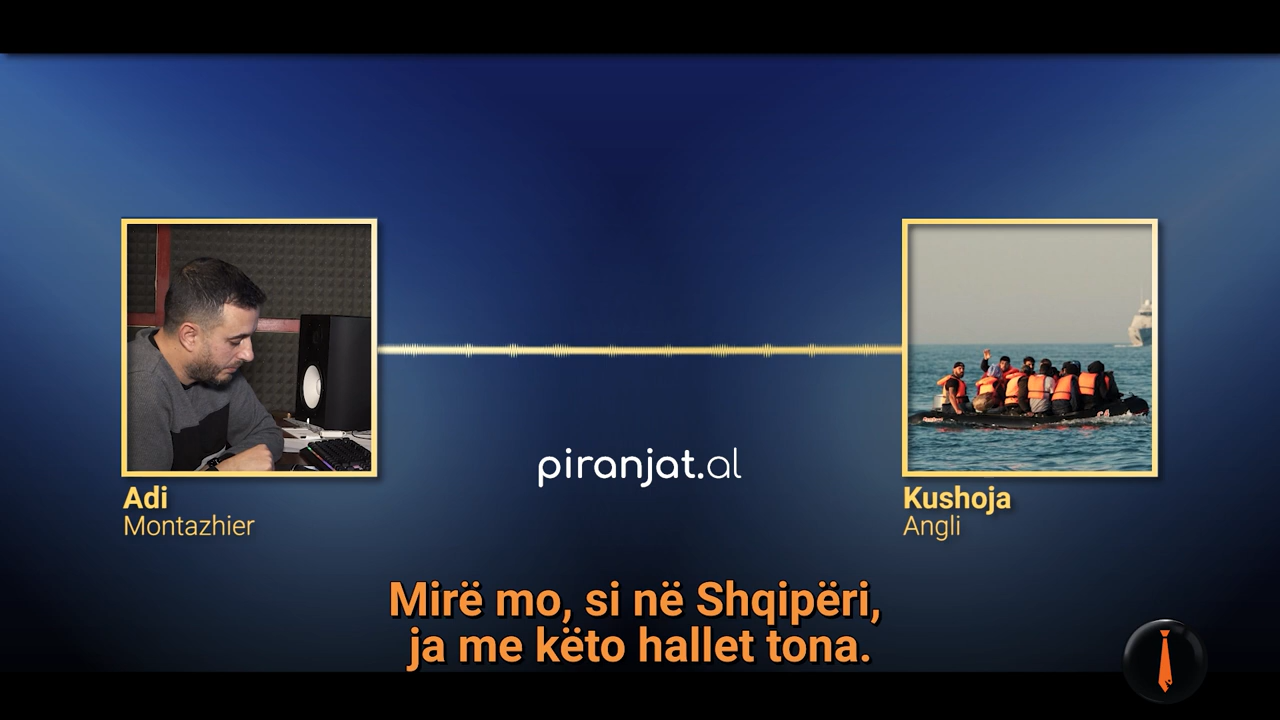 piranjat.al
Adi
Montazhier
Kushoja
Angli
Mirë mo, si në Shqipëri,
ja me këto hallet tona.